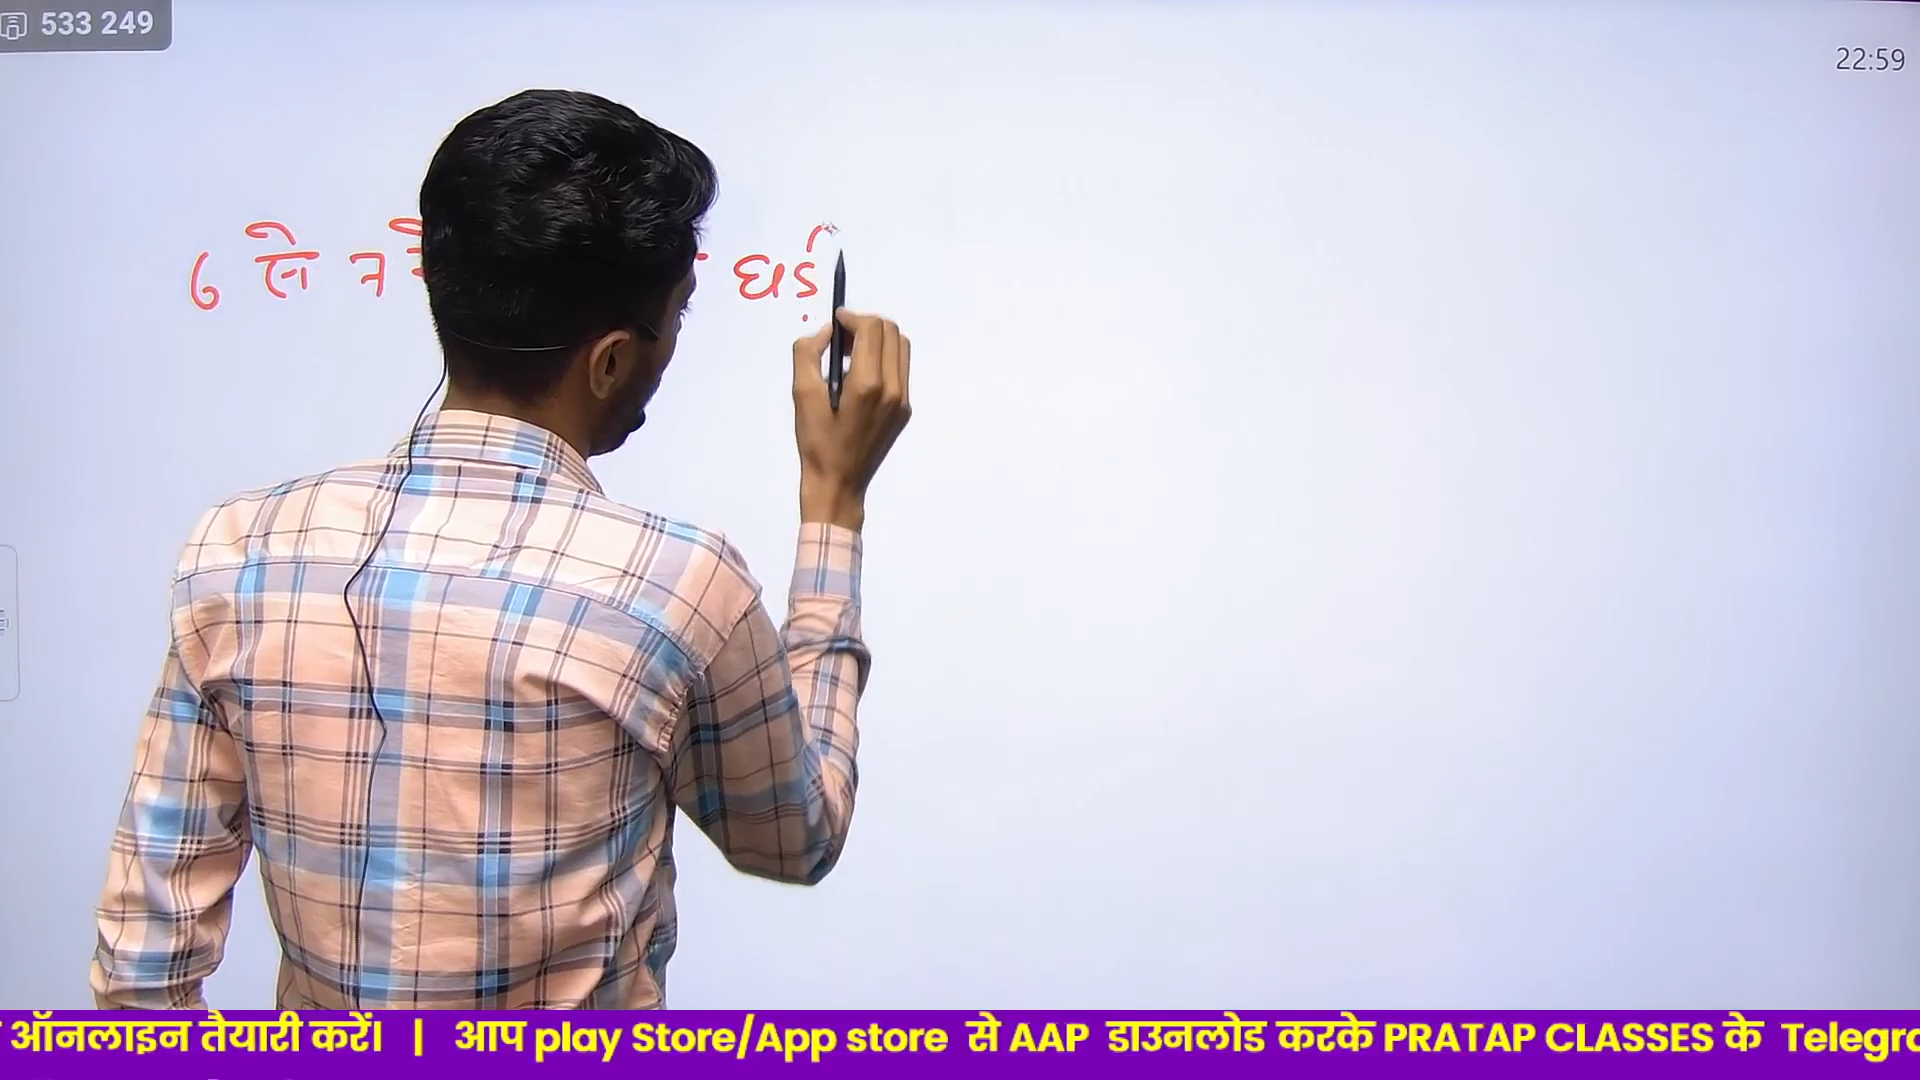 533 249
22:59
6 से 7 घड़ी
ऑनलाइन तैयारी करें। | आप play Store/App store से AAP डाउनलोड करके PRATAP CLASSES के Telegra